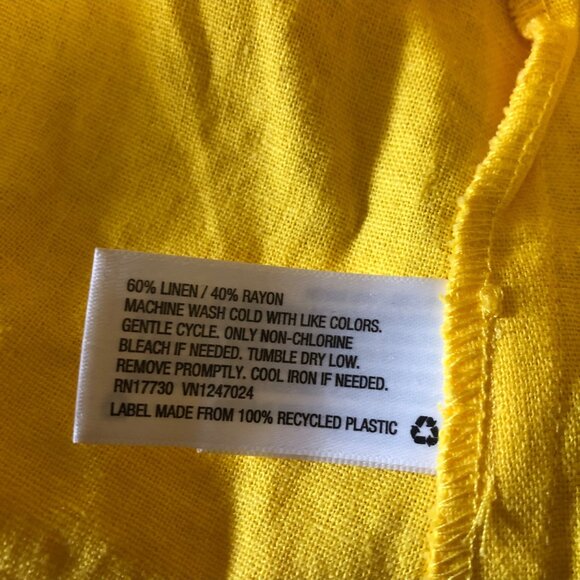 60% LINEN / 40% RAYON
MACHINE WASH COLD WITH LIKE COLORS.
GENTLE CYCLE. ONLY NON-CHLORINE
BLEACH IF NEEDED. TUMBLE DRY LOW.
REMOVE PROMPTLY. COOL IRON IF NEEDED.
RN17730 VN1247024
LABEL MADE FROM 100% RECYCLED PLASTIC